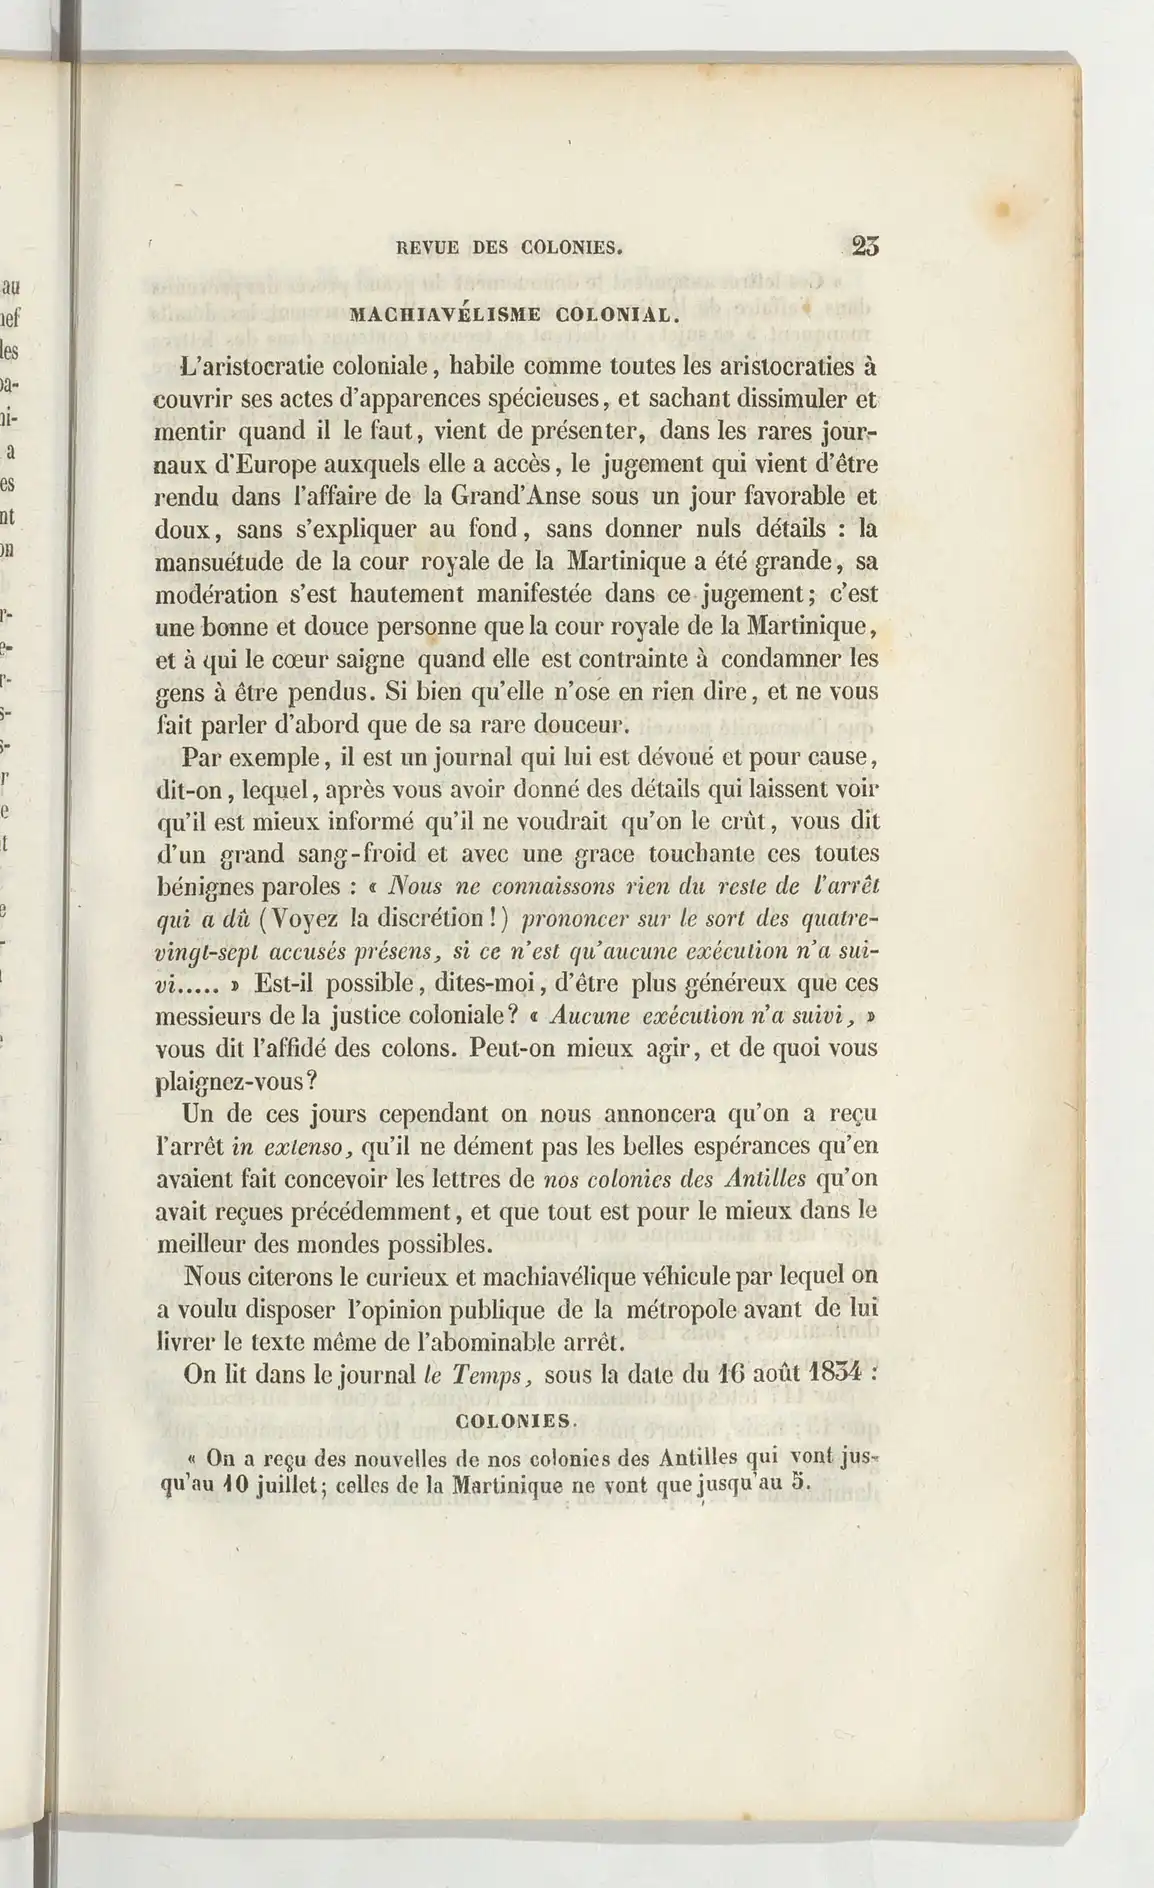 REVUE DES COLONIES. 23
MACHIAVÉLISME COLONIAL.
L'aristocratie coloniale, habile comme toutes les aristocraties à
couvrir ses actes d'apparences spécieuses, et sachant dissimuler et
mentir quand il le faut, vient de présenter, dans les rares jour-
naux d'Europe auxquels elle a accès, le jugement qui vient d'être
rendu dans l'affaire de la Grand'Anse sous un jour favorable et
doux, sans s'expliquer au fond, sans donner nuls détails : la
mansuétude de la cour royale de la Martinique a été grande, sa
modération s'est hautement manifestée dans ce jugement; c'est
une bonne et douce personne que la cour royale de la Martinique,
et à qui le cœur saigne quand elle est contrainte à condamner les
gens à être pendus. Si bien qu'elle n'ose en rien dire, et ne vous
fait parler d'abord que de sa rare douceur.
Par exemple, il est un journal qui lui est dévoué et pour cause,
dit-on, lequel, après vous avoir donné des détails qui laissent voir
qu'il est mieux informé qu'il ne voudrait qu'on le crût, vous dit
d'un grand sang-froid et avec une grace touchante ces toutes
bénignes paroles : « Nous ne connaissons rien du reste de l'arrêt
qui a dû (Voyez la discrétion!) prononcer sur le sort des quatre-
vingt-sept accusés présens, si ce n'est qu'aucune exécution n'a sui-
vi..... » Est-il possible, dites-moi, d'être plus généreux que ces
messieurs de la justice coloniale? « Aucune exécution n'a suivi, »
vous dit l'affidé des colons. Peut-on mieux agir, et de quoi vous
plaignez-vous?
Un de ces jours cependant on nous annoncera qu'on a reçu
l'arrêt in extenso, qu'il ne dément pas les belles espérances qu'en
avaient fait concevoir les lettres de nos colonies des Antilles qu'on
avait reçues précédemment, et que tout est pour le mieux dans le
meilleur des mondes possibles.
Nous citerons le curieux et machiavélique véhicule par lequel on
a voulu disposer l'opinion publique de la métropole avant de lui
livrer le texte même de l'abominable arrêt.
On lit dans le journal le Temps, sous la date du 16 août 1834 :
COLONIES.
« On a reçu des nouvelles de nos colonies des Antilles qui vont jus-
qu'au 10 juillet; celles de la Martinique ne vont que jusqu'au 5.